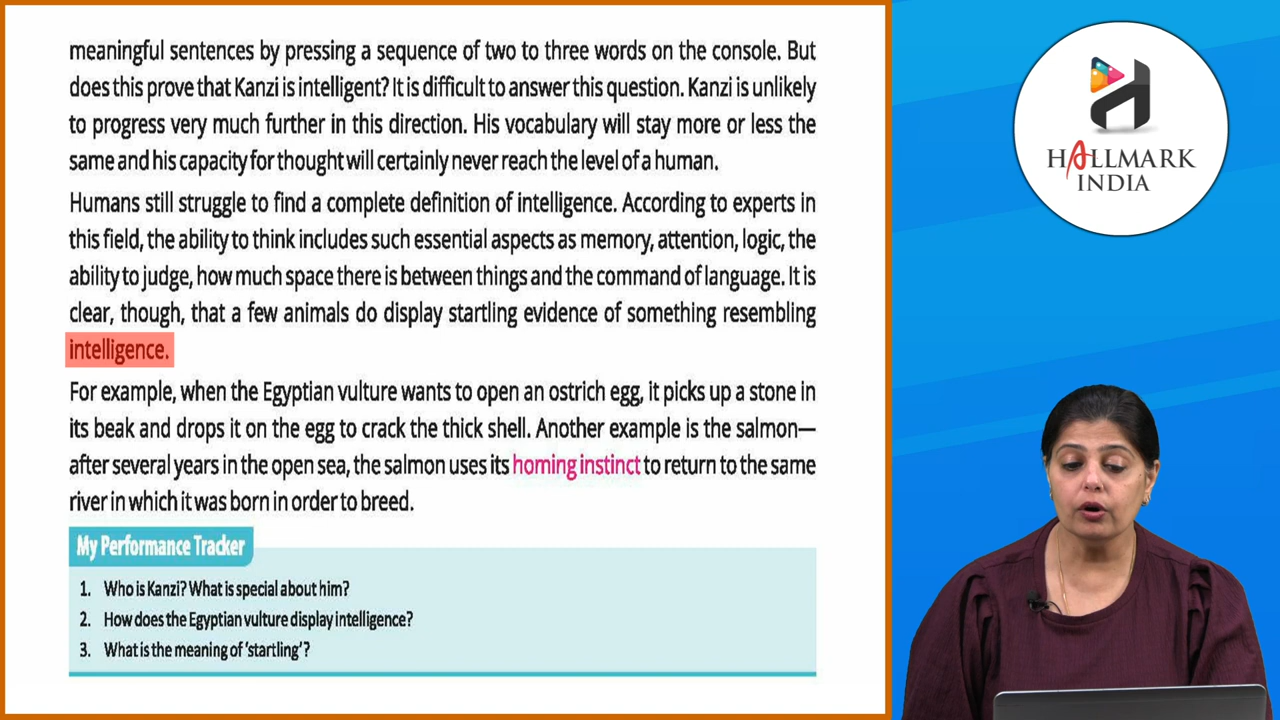 meaningful sentences by pressing a sequence of two to three words on the console. But
does this prove that Kanzi is intelligent? It is difficult to answer this question. Kanzi is unlikely
to progress very much further in this direction. His vocabulary will stay more or less the
same and his capacity for thought will certainly never reach the level of a human.
Humans still struggle to find a complete definition of intelligence. According to experts in
this field, the ability to think includes such essential aspects as memory, attention, logic, the
ability to judge, how much space there is between things and the command of language. It is
clear, though, that a few animals do display startling evidence of something resembling
intelligence.
For example, when the Egyptian vulture wants to open an ostrich egg, it picks up a stone in
its beak and drops it on the egg to crack the thick shell. Another example is the salmon—
after several years in the open sea, the salmon uses its homing instinct to return to the same
river in which it was born in order to breed.
My Performance Tracker
1. Who is Kanzi? What is special about him?
2. How does the Egyptian vulture display intelligence?
3. What is the meaning of ‘startling’?
HALLMARK
INDIA